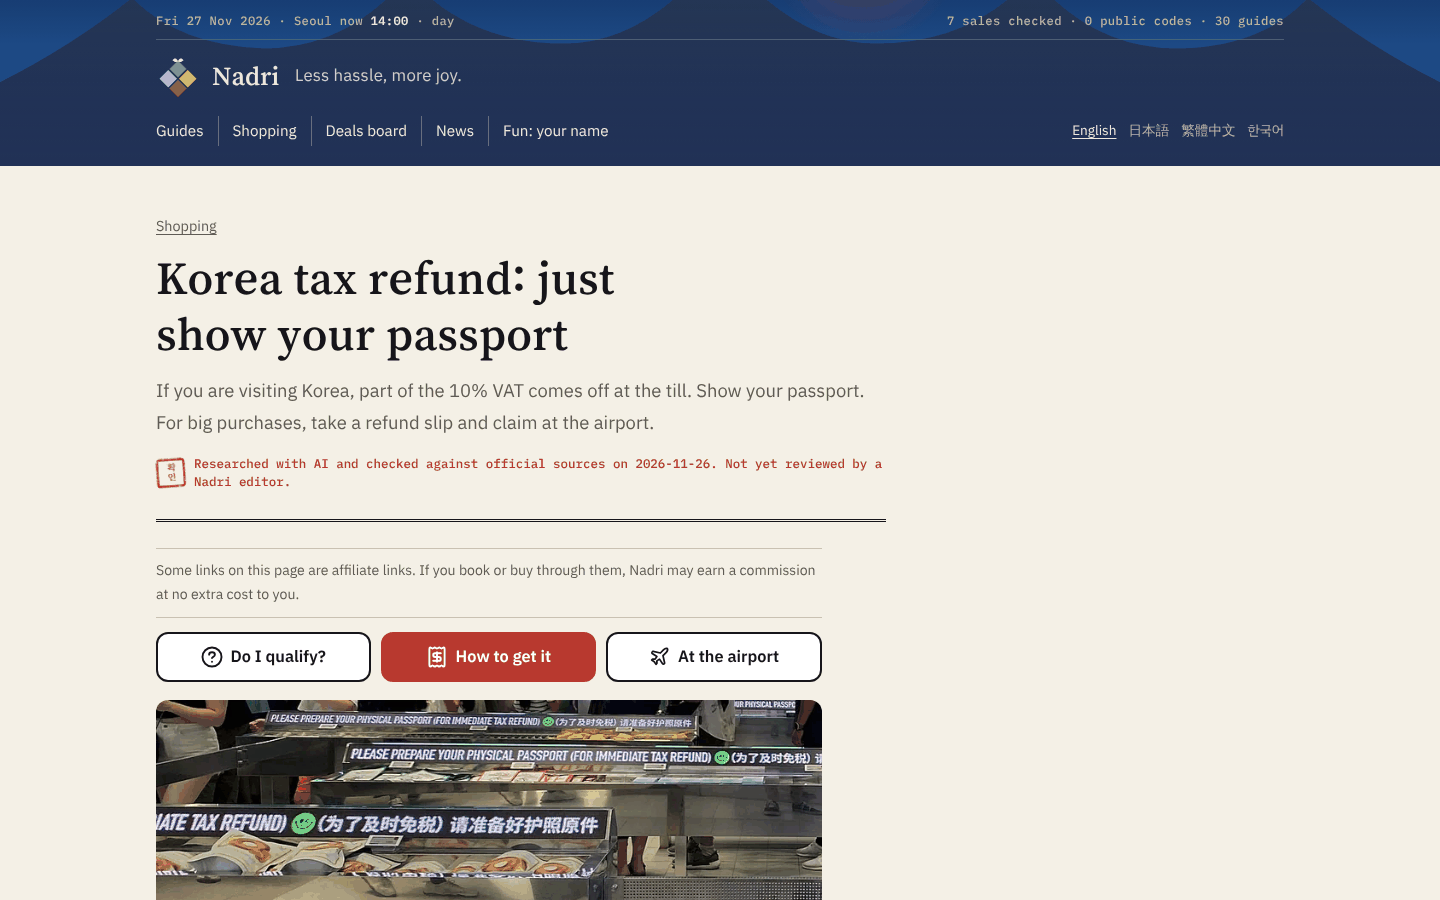 Fri 27 Nov 2026 · Seoul now 14:00 · day
7 sales checked · 0 public codes · 30 guides
Nadri
Less hassle, more joy.
Guides
Shopping
Deals board
News
Fun: your name
English
日本語
繁體中文
한국어
Shopping
Korea tax refund: just
show your passport
If you are visiting Korea, part of the 10% VAT comes off at the till. Show your passport.
For big purchases, take a refund slip and claim at the airport.
확
인
Researched with AI and checked against official sources on 2026-11-26. Not yet reviewed by a
Nadri editor.
Some links on this page are affiliate links. If you book or buy through them, Nadri may earn a commission
at no extra cost to you.
Do I qualify?
How to get it
At the airport
UR PHYSICAL PASSPO
PLEASE PREPARE YOUR PHYSICAL PASSPORT (FOR IMMEDIATE TAX REFUND) (为了及时免税) 请准备好护照原件
PLEASE PREPARE YOUR PHYSICAL PASSPORT (FOR IMMEDIATE TAX REFUND) (为了及时免税) 请
IATE TAX REFUND) (为了及时免税) 请准备好护照原件